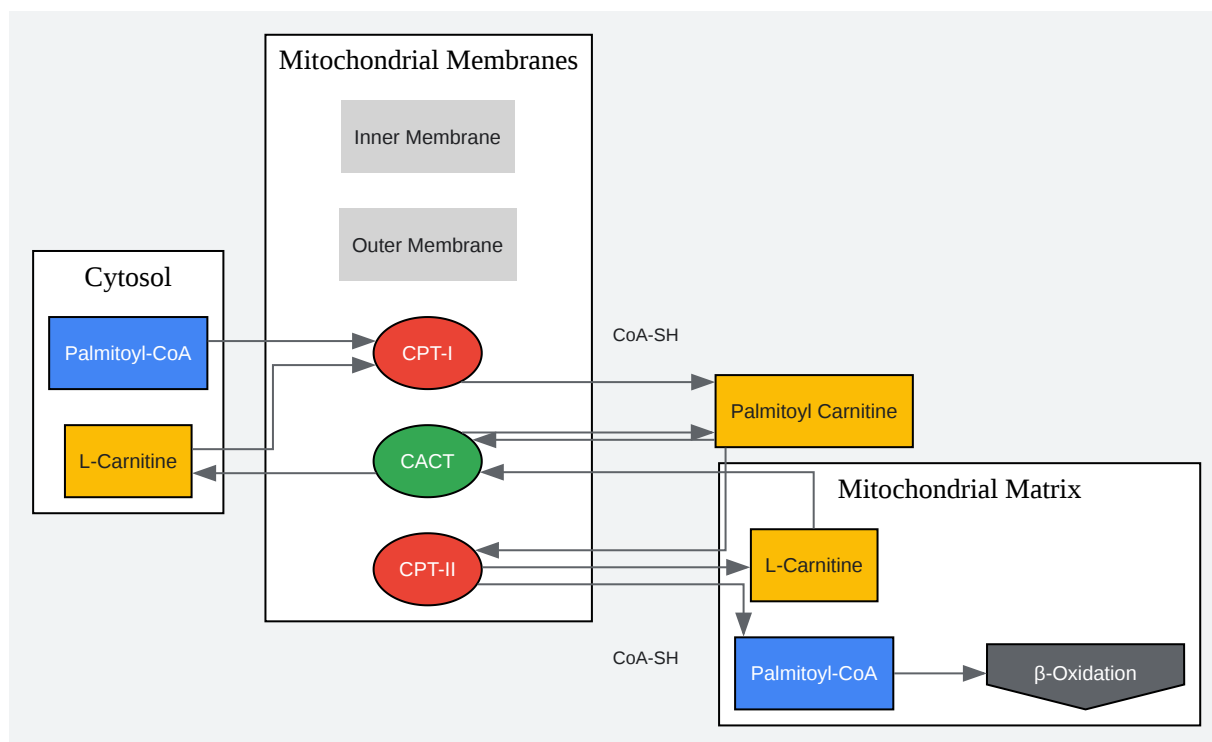 Mitochondrial Membranes
Inner Membrane
Outer Membrane
Cytosol
Palmitoyl-CoA
CPT-I
CoA-SH
Palmitoyl Carnitine
L-Carnitine
CACT
Mitochondrial Matrix
CPT-II
L-Carnitine
CoA-SH
Palmitoyl-CoA
β-Oxidation